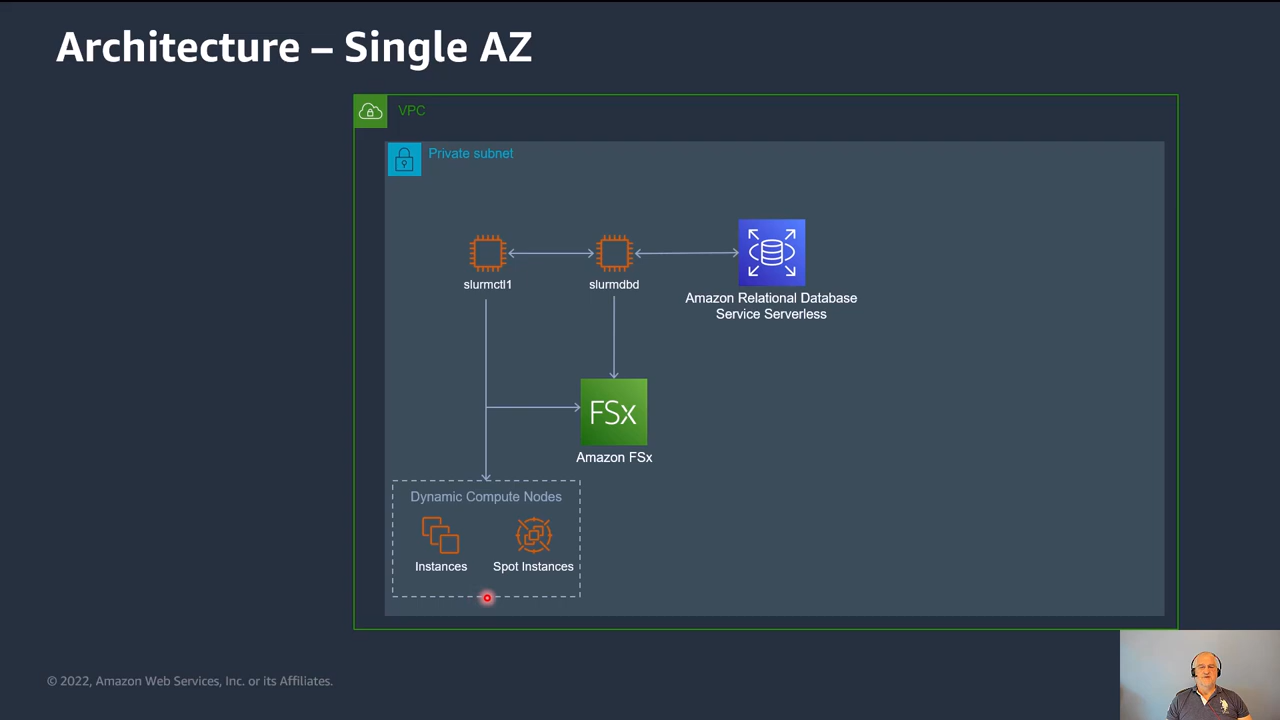 Architecture – Single AZ
VPC
Private subnet
slurmctl1
slurmdbd
Amazon Relational Database
Service Serverless
FSx
Amazon FSx
Dynamic Compute Nodes
Instances
Spot Instances
© 2022, Amazon Web Services, Inc. or its Affiliates.